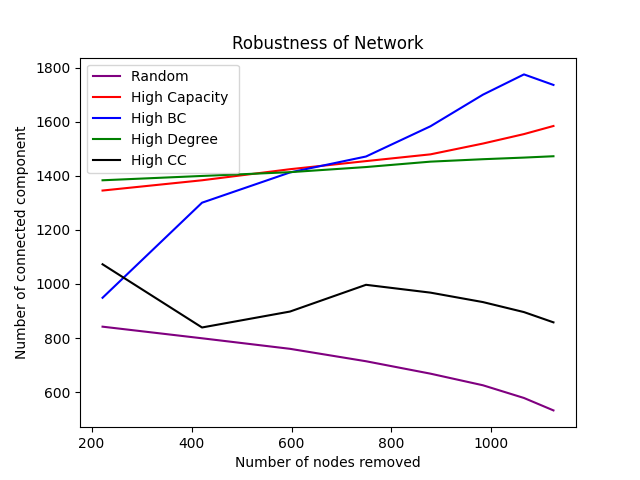 Robustness of Network
Number of connected component
1800
1600
1400
1200
1000
800
600
Random
High Capacity
High BC
High Degree
High CC
200 400 600 800 1000
Number of nodes removed